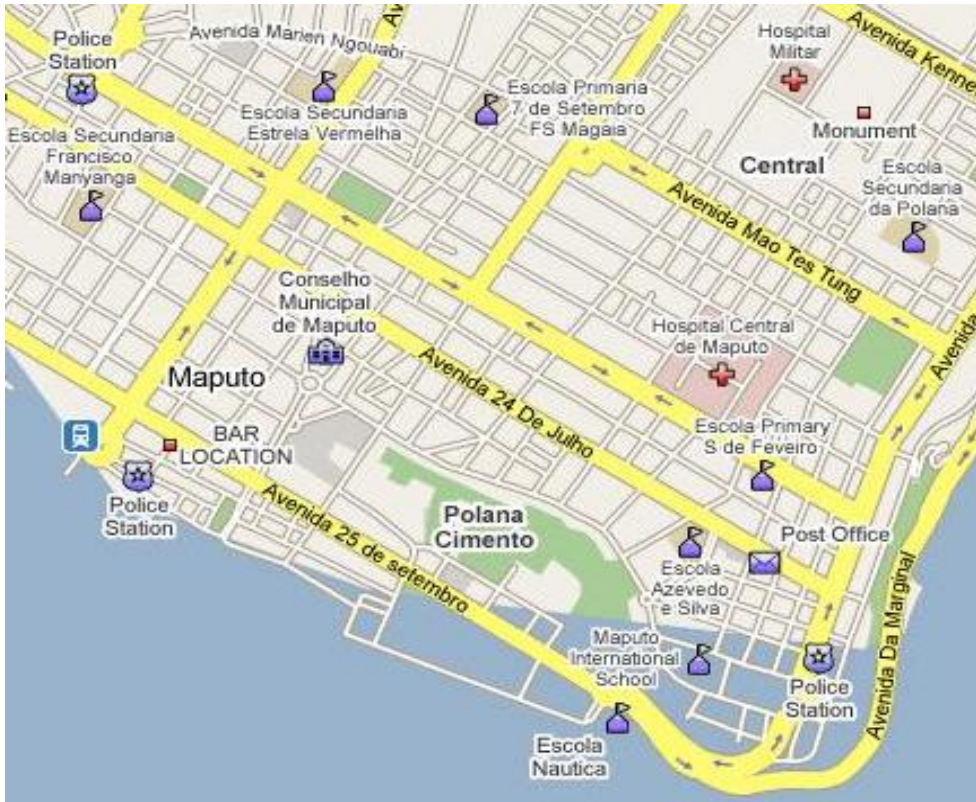 Police
Station
Avenida Marien Ngouabi
Av
Hospital
Militar
Avenida Kenne
Escola Secundaria
Francisco
Manyanga
Escola Secundaria
Estrela Vermelha
Escola Primaria
7 de Setembro
FS Magaia
Monument
Central
Escola
Secundaria
da Polana
Avenida Mao Tes Tung
Conselho
Municipal
de Maputo
Hospital Central
de Maputo
Avenida
Maputo
Avenida 24 De Julho
Escola Primary
S de Feveiro
BAR
LOCATION
Police
Station
Avenida 25 de setembro
Polana
Cimento
Post Office
Escola
Azevedo
e Silva
Avenida Da Marginal
Maputo
International
School
Police
Station
Escola
Nautica